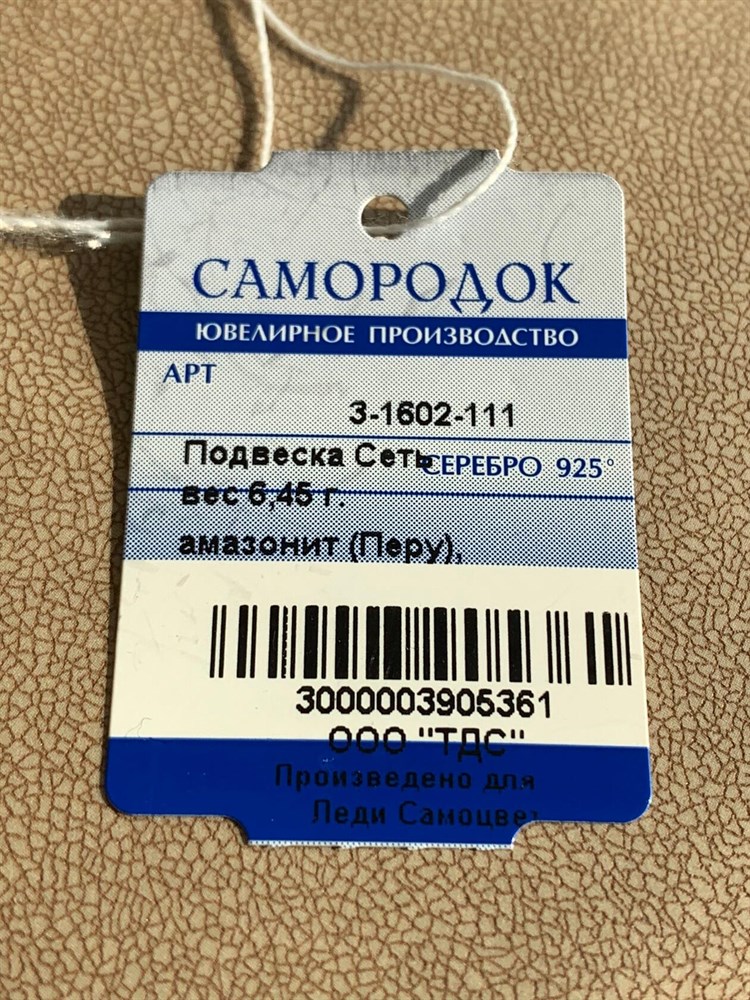 САМОРОДОК
ЮВЕЛИРНОЕ ПРОИЗВОДСТВО
АРТ
3-1602-111
Подвеска Сеть СЕРЕБРО 925°
вес 6,45 г.
амазонит (Перу),
3000003905361
ООО "ТДС"
Произведено для
Леди Самоцвет